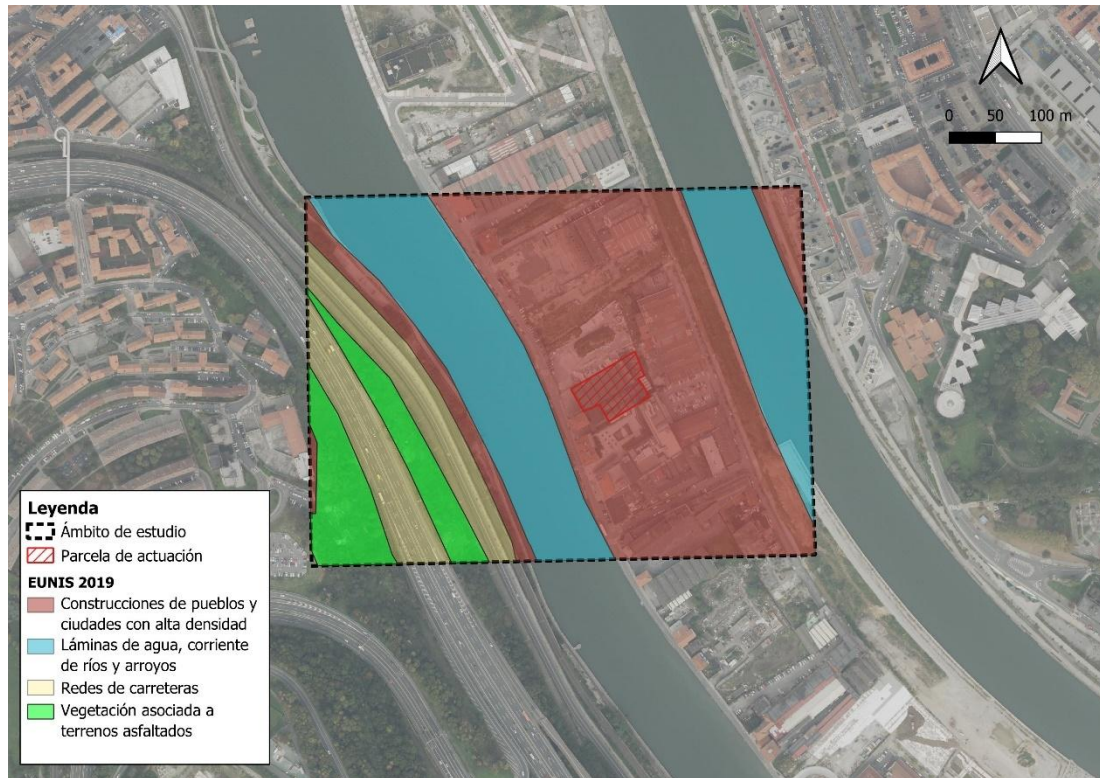 0 50 100 m
Leyenda
Ámbito de estudio
Parcela de actuación
EUNIS 2019
Construcciones de pueblos y
ciudades con alta densidad
Láminas de agua, corriente
de ríos y arroyos
Redes de carreteras
Vegetación asociada a
terrenos asfaltados